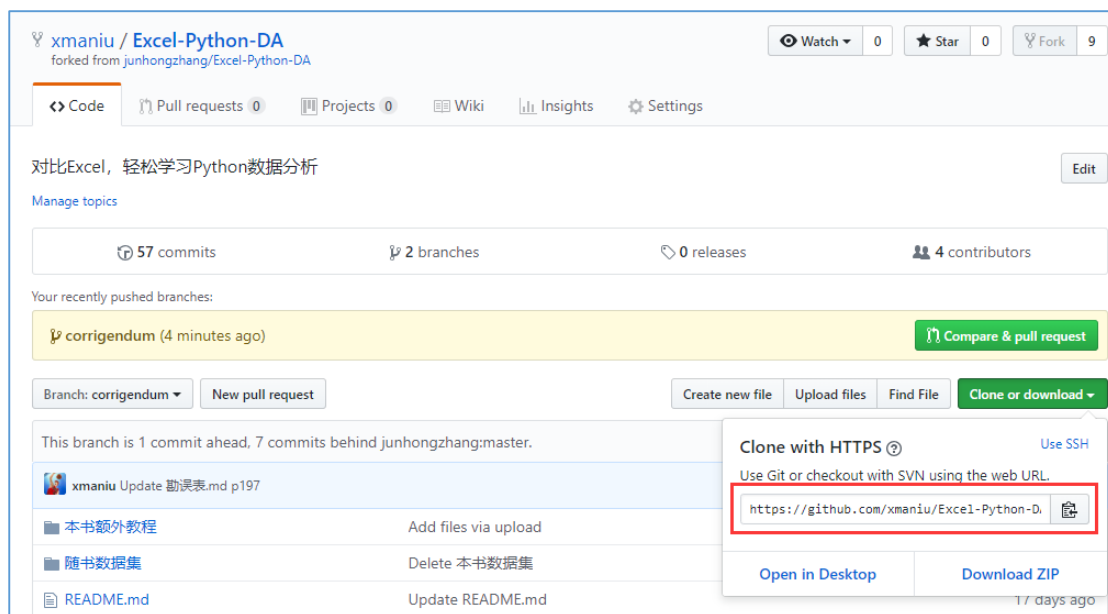 xmaniu / Excel-Python-DA
forked from junhongzhang/Excel-Python-DA
Watch 0 Star 0 Fork 9
Code Pull requests 0 Projects 0 Wiki Insights Settings
对比Excel，轻松学习Python数据分析
Edit
Manage topics
57 commits 2 branches 0 releases 4 contributors
Your recently pushed branches:
corrigendum (4 minutes ago) Compare & pull request
Branch: corrigendum New pull request Create new file Upload files Find File Clone or download
This branch is 1 commit ahead, 7 commits behind junhongzhang:master.
Clone with HTTPS Use SSH
Use Git or checkout with SVN using the web URL.
xmaniu Update 勘误表.md p197
https://github.com/xmaniu/Excel-Python-D
本书额外教程 Add files via upload
随书数据集 Delete 本书数据集
Open in Desktop Download ZIP
README.md Update README.md 17 days ago